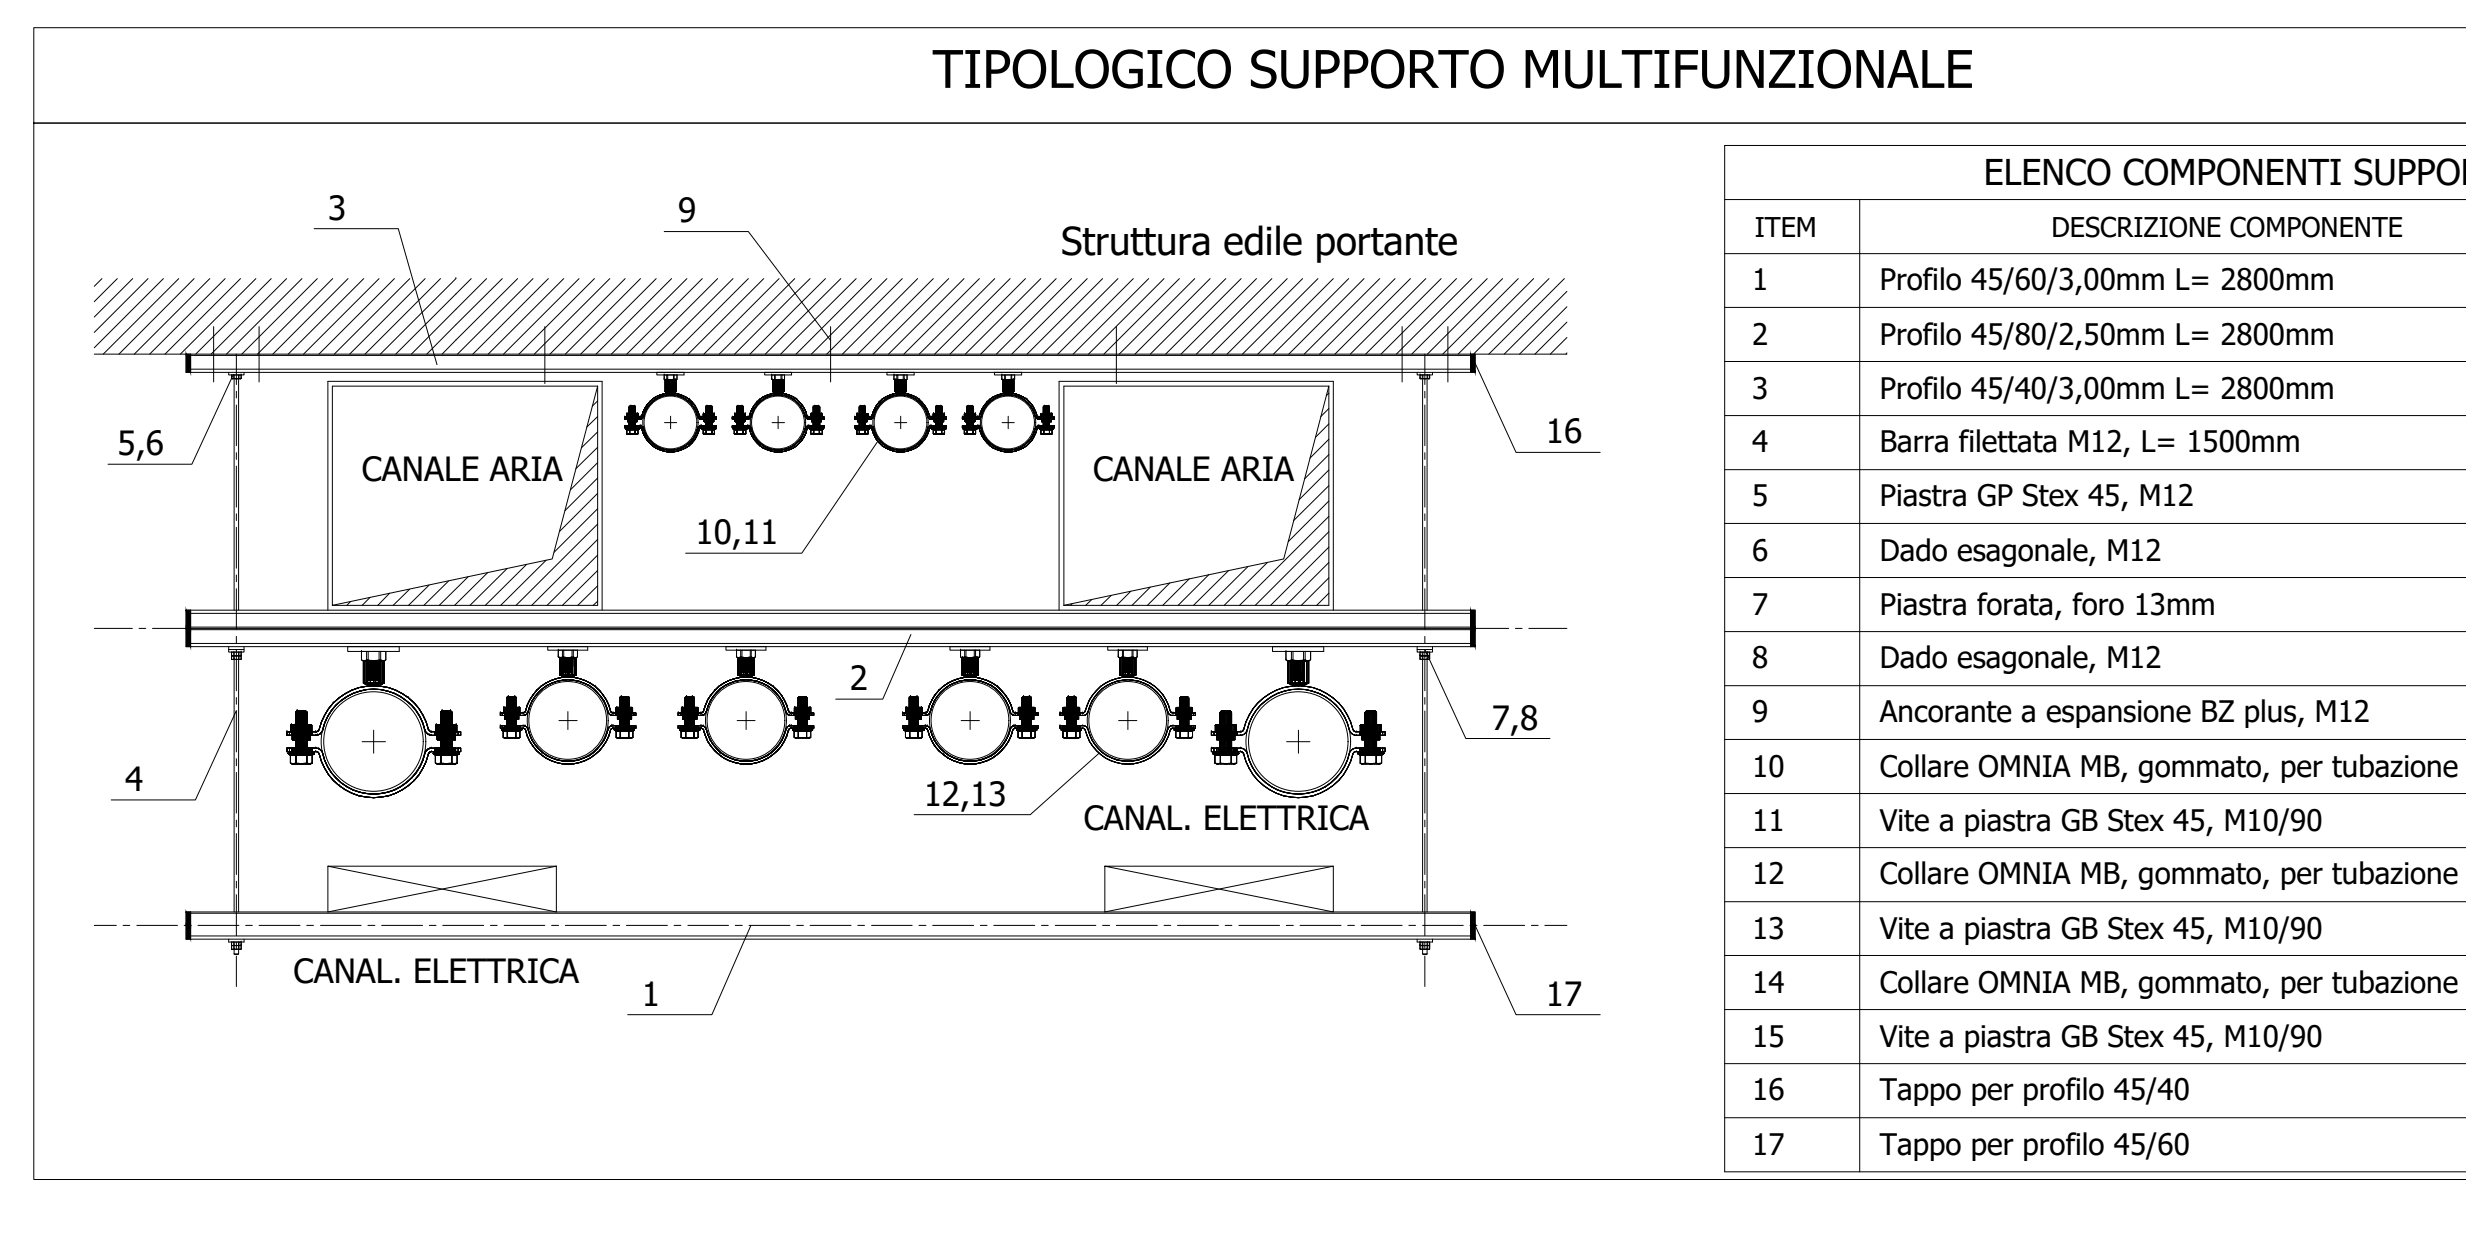 TIPOLOGICO SUPPORTO MULTIFUNZIONALE
3
9
Struttura edile portante
5,6
16
CANALE ARIA
CANALE ARIA
10,11
2
7,8
4
12,13
CANAL. ELETTRICA
CANAL. ELETTRICA
1
17
ELENCO COMPONENTI
ITEM DESCRIZIONE COMPONENTE
1 Profilo 45/60/3,00mm L= 2800mm
2 Profilo 45/80/2,50mm L= 2800mm
3 Profilo 45/40/3,00mm L= 2800mm
4 Barra filettata M12, L= 1500mm
5 Piastra GP Stex 45, M12
6 Dado esagonale, M12
7 Piastra forata, foro 13mm
8 Dado esagonale, M12
9 Ancorante a espansione BZ plus, M12
10 Collare OMNIA MB, gommato, per tubazione
11 Vite a piastra GB Stex 45, M10/90
12 Collare OMNIA MB, gommato, per tubazione
13 Vite a piastra GB Stex 45, M10/90
14 Collare OMNIA MB, gommato, per tubazione
15 Vite a piastra GB Stex 45, M10/90
16 Tappo per profilo 45/40
17 Tappo per profilo 45/60